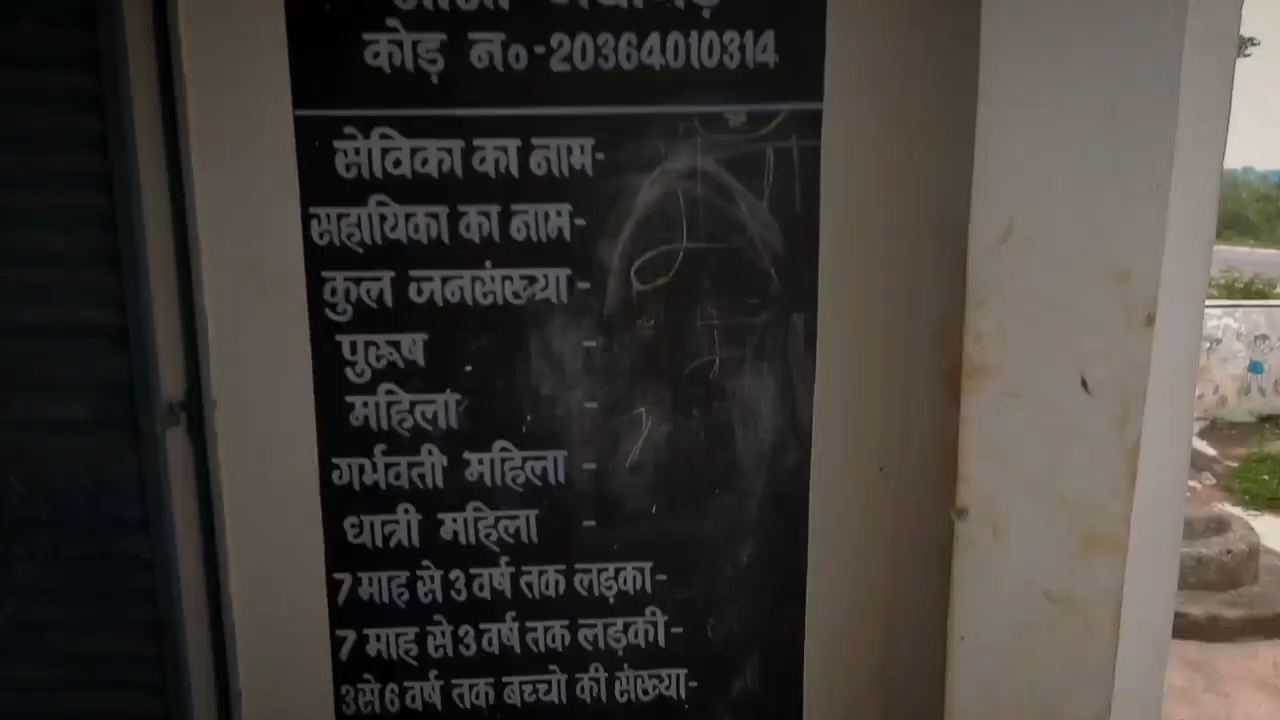 कोड़ न०-20364010314
सेविका का नाम-
सहायिका का नाम-
कुल जनसंख्या-
पुरूष -
महिला -
गर्भवती महिला -
धात्री महिला -
7 माह से 3 वर्ष तक लड़का-
7 माह से 3 वर्ष तक लड़की-
3 से 6 वर्ष तक बच्चो की संख्या-